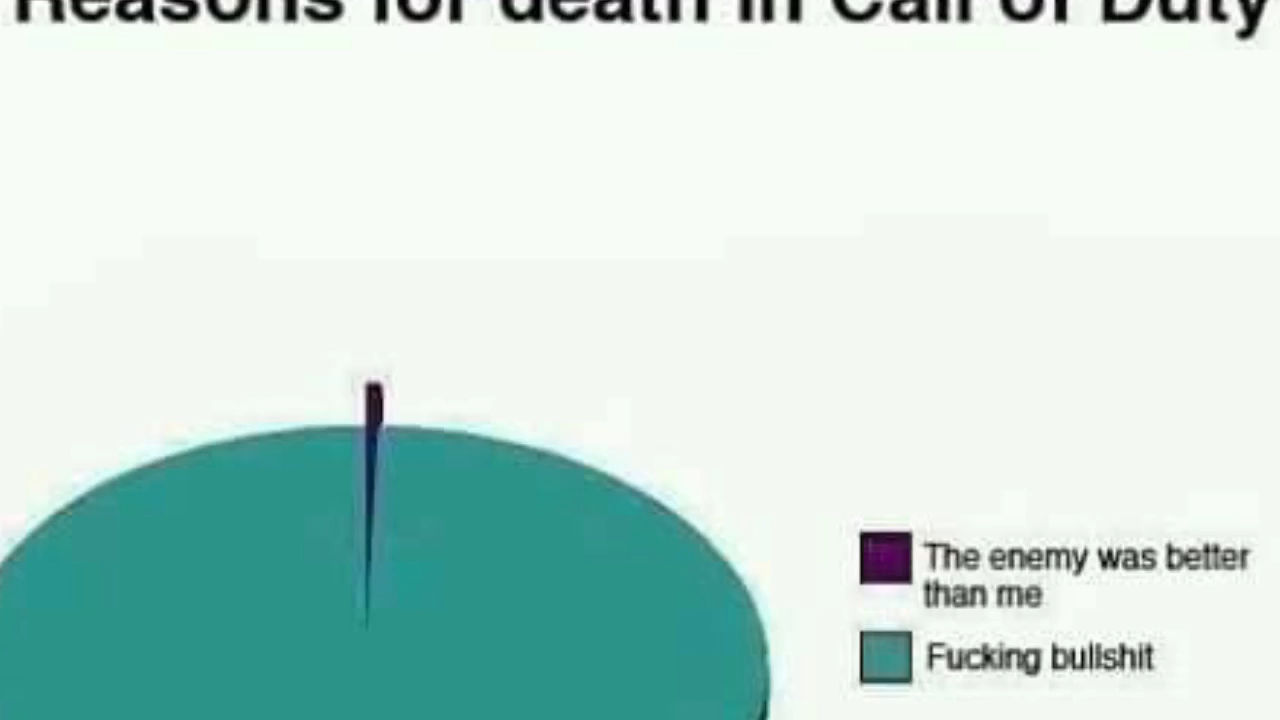 Reasons for death in Call of Duty
The enemy was better
than me
Fucking bullshit